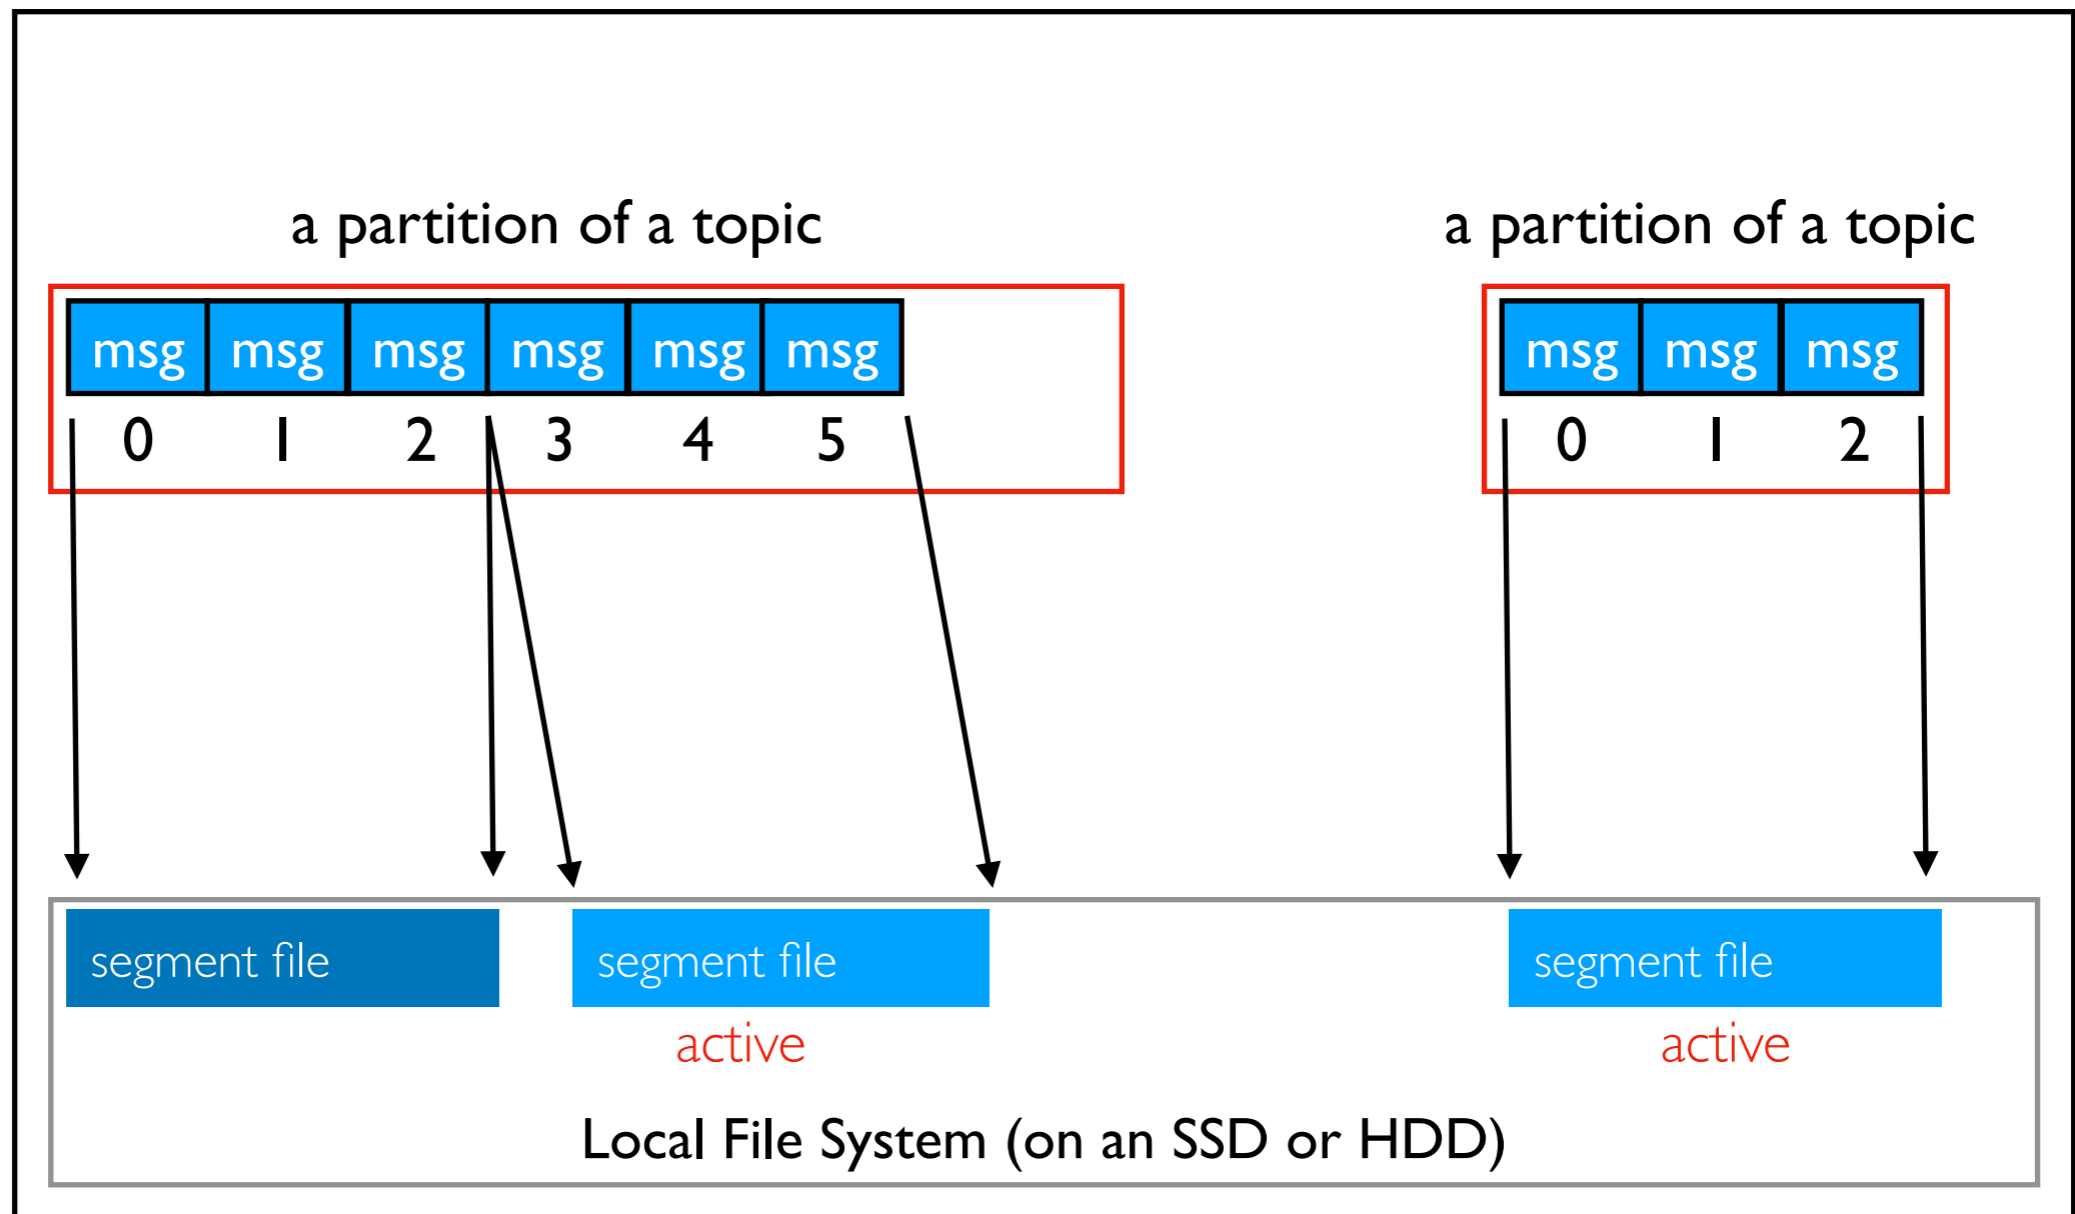 a partition of a topic
a partition of a topic
msg msg msg msg msg msg
msg msg msg
0 1 2 3 4 5
0 1 2
segment file
segment file
segment file
active
active
Local File System (on an SSD or HDD)